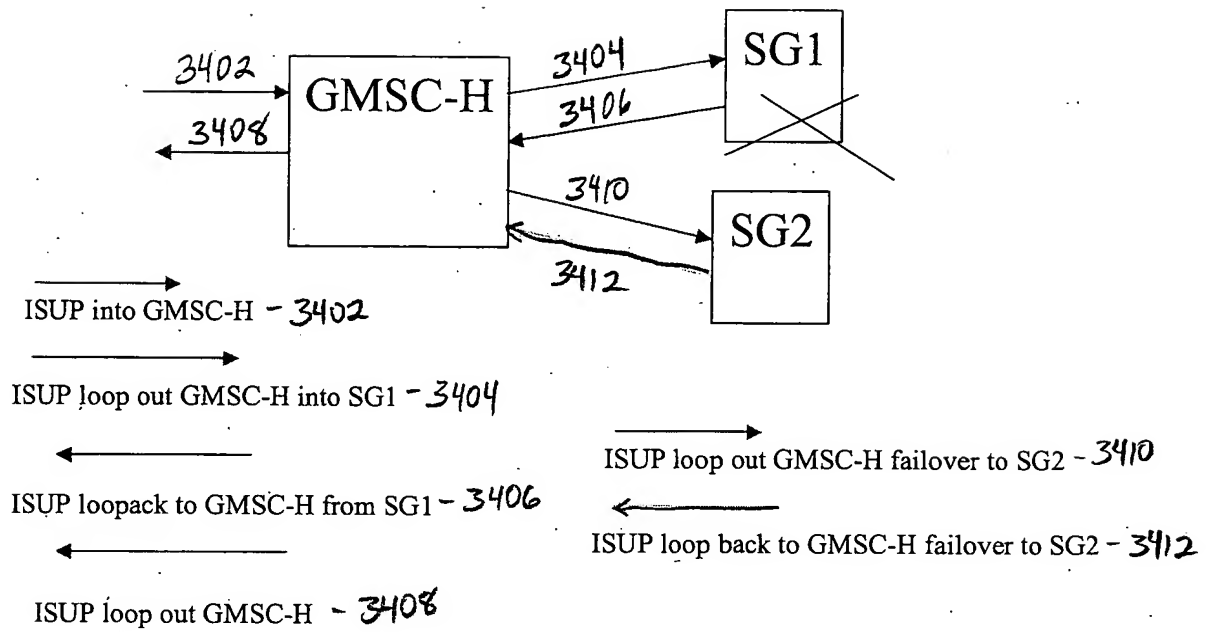 3402
3408
GMSC-H
3404
3406
SG1
3410
3412
SG2
ISUP into GMSC-H - 3402
ISUP loop out GMSC-H into SG1 - 3404
ISUP loopack to GMSC-H from SG1 - 3406
ISUP loop out GMSC-H - 3408
ISUP loop out GMSC-H failover to SG2 - 3410
ISUP loop back to GMSC-H failover to SG2 - 3412